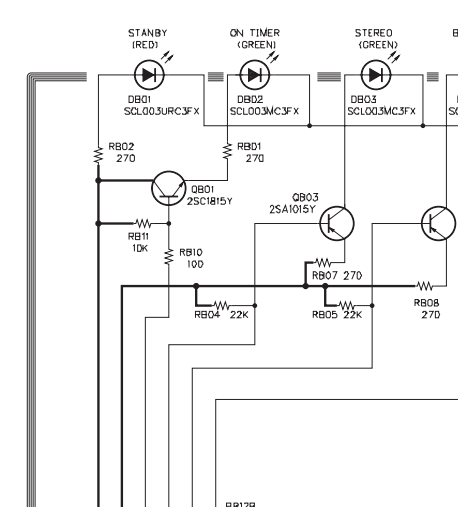 STANBY
(RED)
ON TIMER
(GREEN)
STEREO
(GREEN)
DB01
SCL003URC3FX
DB02
SCL003MC3FX
DB03
SCL003MC3FX
SC
RB02
270
RB01
270
QB01
2SC1815Y
QB03
2SA1015Y
RB11
10K
RB10
100
RB07 270
RB04 22K
RB05 22K
RB08
270